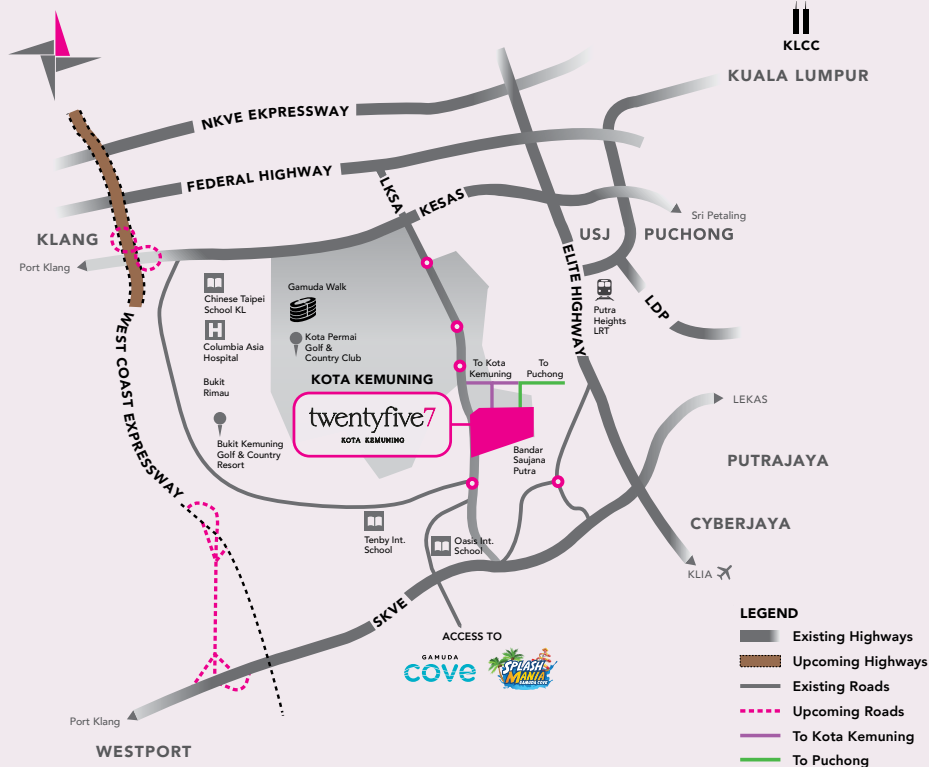 KLCC
KUALA LUMPUR
NKVE EKPRESSWAY
FEDERAL HIGHWAY
LKSA
KESAS
Sri Petaling
KLANG
USJ
PUCHONG
Port Klang
ELITE HIGHWAY
Chinese Taipei
School KL
Gamuda Walk
Putra
Heights
LRT
LDP
Columbia Asia
Hospital
Kota Permai
Golf &
Country Club
WEST COAST EXPRESSWAY
To Kota
Kemuning
To
Puchong
Bukit
Rimau
KOTA KEMUNING
LEKAS
twentyfive7
KOTA KEMUNING
Bukit Kemuning
Golf & Country
Resort
Bandar
Saujana
Putra
PUTRAJAYA
CYBERJAYA
Tenby Int.
School
Oasis Int.
School
KLIA
SKVE
ACCESS TO
GAMUDA
COVE
SPLASH
MANIA
GAMUDA COVE
Port Klang
WESTPORT
LEGEND
Existing Highways
Upcoming Highways
Existing Roads
Upcoming Roads
To Kota Kemuning
To Puchong